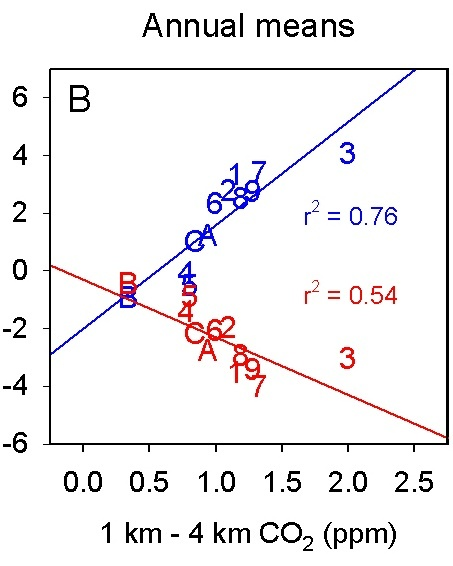 Annual means
B
6
4
2
0
-2
-4
-6
1 7
2 8 9
6
3
C A
4
5
B
r² = 0.76
B
5
4
C 6 2
A
8
1 9
7
3
r² = 0.54
0.0 0.5 1.0 1.5 2.0 2.5
1 km - 4 km CO₂ (ppm)